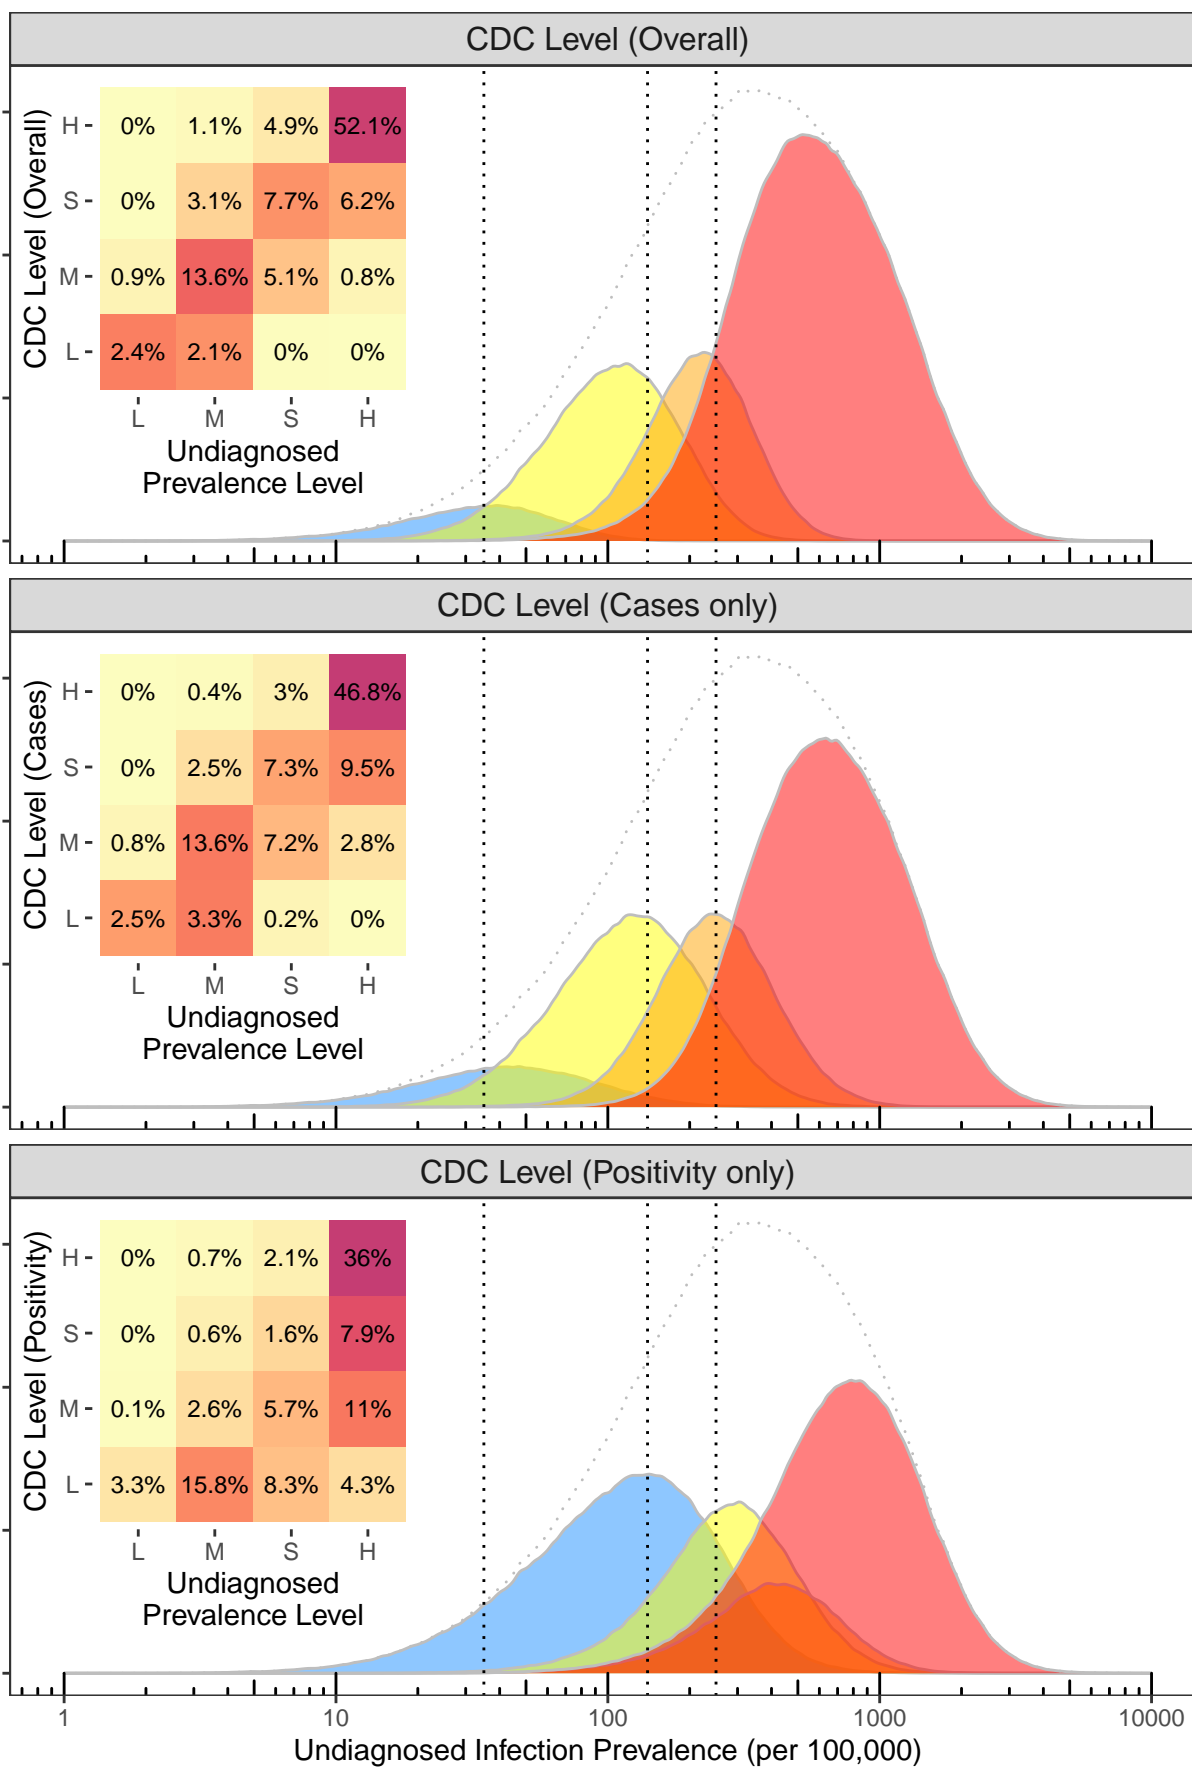 CDC Level (Overall)
CDC Level (Overall)
H 0% 1.1% 4.9% 52.1%
S 0% 3.1% 7.7% 6.2%
M 0.9% 13.6% 5.1% 0.8%
L 2.4% 2.1% 0% 0%
L M S H
Undiagnosed
Prevalence Level
CDC Level (Cases only)
CDC Level (Cases)
H 0% 0.4% 3% 46.8%
S 0% 2.5% 7.3% 9.5%
M 0.8% 13.6% 7.2% 2.8%
L 2.5% 3.3% 0.2% 0%
L M S H
Undiagnosed
Prevalence Level
CDC Level (Positivity only)
CDC Level (Positivity)
H 0% 0.7% 2.1% 36%
S 0% 0.6% 1.6% 7.9%
M 0.1% 2.6% 5.7% 11%
L 3.3% 15.8% 8.3% 4.3%
L M S H
Undiagnosed
Prevalence Level
1 10 100 1000 10000
Undiagnosed Infection Prevalence (per 100,000)